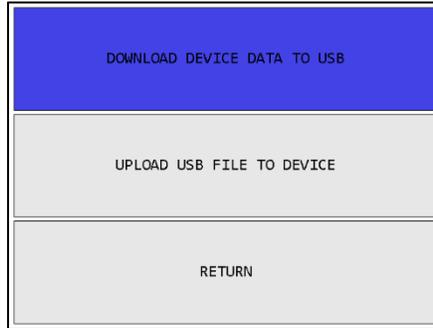 DOWNLOAD DEVICE DATA TO USB
UPLOAD USB FILE TO DEVICE
RETURN